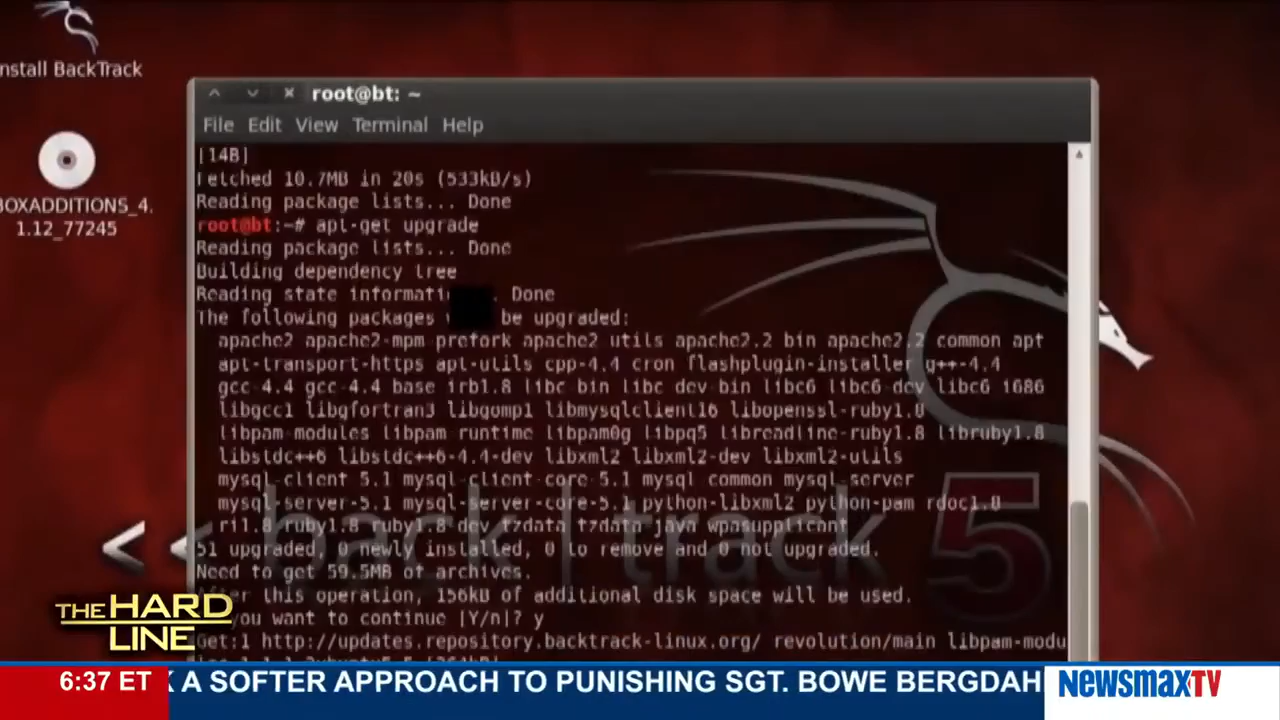 nstall BackTrack
BOXADDITIONS_4.
1.12_77245
root@bt: ~
File Edit View Terminal Help
[14B]
Fetched 10.7MB in 20s (533kB/s)
Reading package lists... Done
root@bt:~# apt-get upgrade
Reading package lists... Done
Building dependency tree
Reading state informati . Done
The following packages be upgraded:
apache2 apache2-mpm prefork apache2 utils apache2.2 bin apache2.2 common apt
apt-transport-https apt-utils cpp-4.4 cron flashplugin-installer g++-4.4
gcc-4.4 gcc-4.4 base irb1.8 libc bin libc dev-bin libc6 libc6-dev libc6 i686
libgcc1 libgfortran3 libgomp1 libmysqlclient16 libopenssl-ruby1.8
libpam-modules libpam runtime libpam0g libpq5 libreadline-ruby1.8 libruby1.8
libstdc++6 libstdc++6-4.4-dev libxml2 libxml2-dev libxml2-utils
mysql-client 5.1 mysql-client-core 5.1 mysql common mysql server
mysql-server-5.1 mysql-server-core-5.1 python-libxml2 python-pam rdoc1.8
ri1.8 ruby1.8 ruby1.8 dev tzdata tzdata java wpasupplicant
51 upgraded, 0 newly installed, 0 to remove and 0 not upgraded.
Need to get 59.5MB of archives.
After this operation, 156kB of additional disk space will be used.
you want to continue [Y/n]? y
Get:1 http://updates.repository.backtrack-linux.org/ revolution/main libpam-modu
<< back | track 5
THE HARD LINE
6:37 ET K A SOFTER APPROACH TO PUNISHING SGT. BOWE BERGDAH NEWSMAXTV